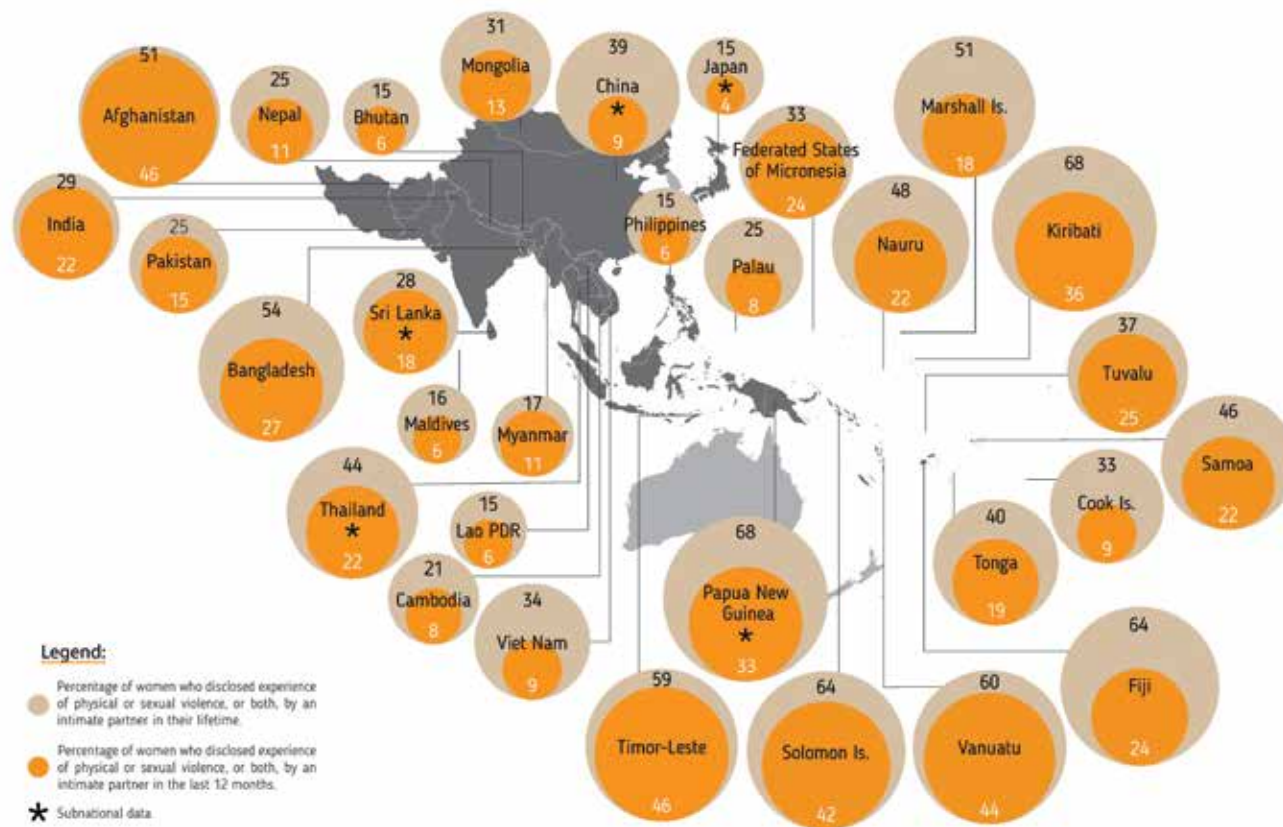 51
Afghanistan
46
25
Nepal
11
15
Bhutan
6
31
Mongolia
13
39
China
*
9
15
Japan
*
4
33
Federated States
of Micronesia
24
51
Marshall Is.
18
68
Kiribati
36
29
India
22
25
Pakistan
15
15
Philippines
6
25
Palau
8
48
Nauru
22
54
Bangladesh
27
28
Sri Lanka
*
18
16
Maldives
6
17
Myanmar
11
37
Tuvalu
25
46
Samoa
22
44
Thailand
*
22
15
Lao PDR
6
21
Cambodia
8
34
Viet Nam
9
68
Papua New
Guinea
*
33
40
Tonga
19
33
Cook Is.
9
59
Timor-Leste
46
64
Solomon Is.
42
60
Vanuatu
44
64
Fiji
24
Legend:
Percentage of women who disclosed experience
of physical or sexual violence, or both, by an
intimate partner in their lifetime.
Percentage of women who disclosed experience
of physical or sexual violence, or both, by an
intimate partner in the last 12 months.
* Subnational data